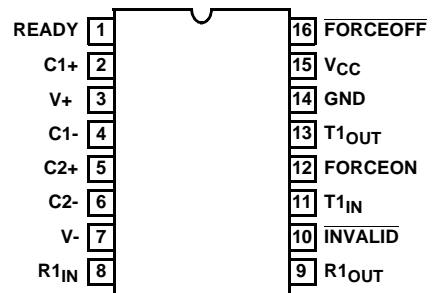 READY 1 16 FORCEOFF
C1+ 2 15 VCC
V+ 3 14 GND
C1- 4 13 T1OUT
C2+ 5 12 FORCEON
C2- 6 11 T1IN
V- 7 10 INVALID
R1IN 8 9 R1OUT